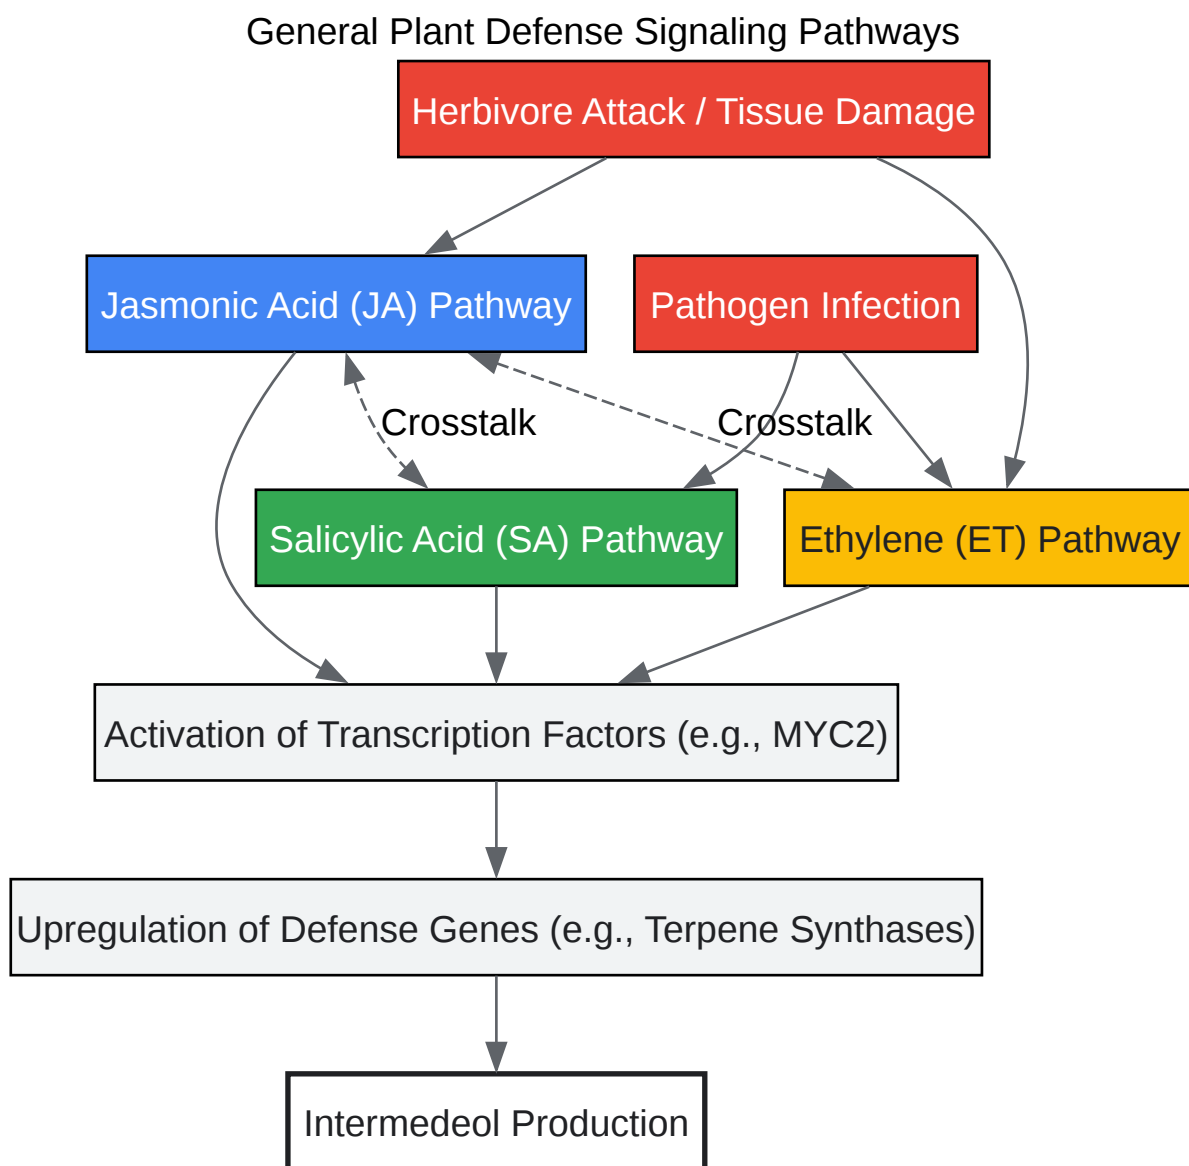 General Plant Defense Signaling Pathways
Herbivore Attack / Tissue Damage
Jasmonic Acid (JA) Pathway
Pathogen Infection
Crosstalk
Crosstalk
Salicylic Acid (SA) Pathway
Ethylene (ET) Pathway
Activation of Transcription Factors (e.g., MYC2)
Upregulation of Defense Genes (e.g., Terpene Synthases)
Intermedeol Production